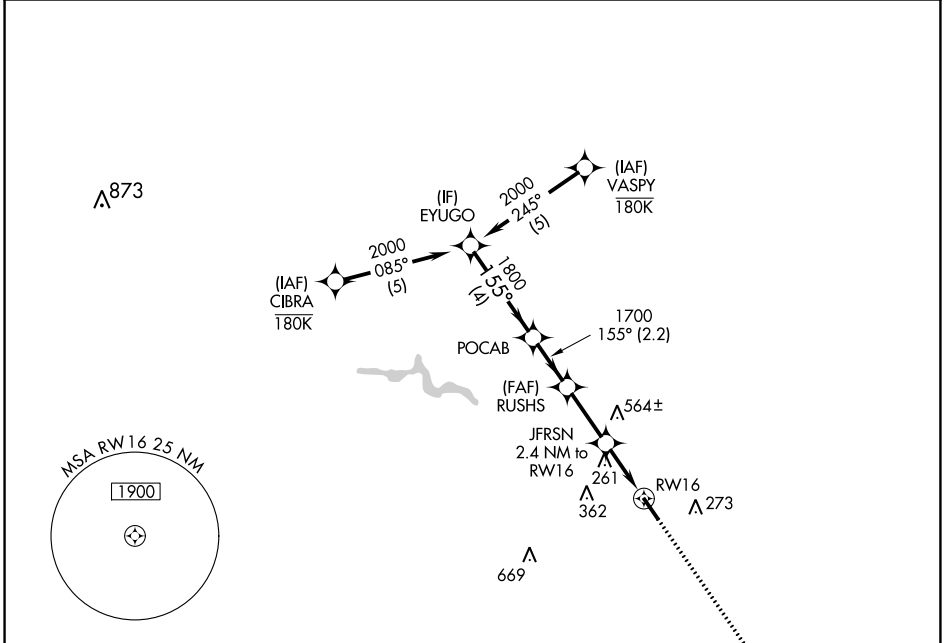 873
(IAF)
VASPY
180K
2000
245°
(5)
(IF)
EYUGO
2000
085°
(5)
(IAF)
CIBRA
180K
1800
155°
(4)
POCAB
1700
155° (2.2)
(FAF)
RUSHS
564±
JFRSN
2.4 NM to
RW16
261
362
RW16
273
669
MSA RW16 25 NM
1900